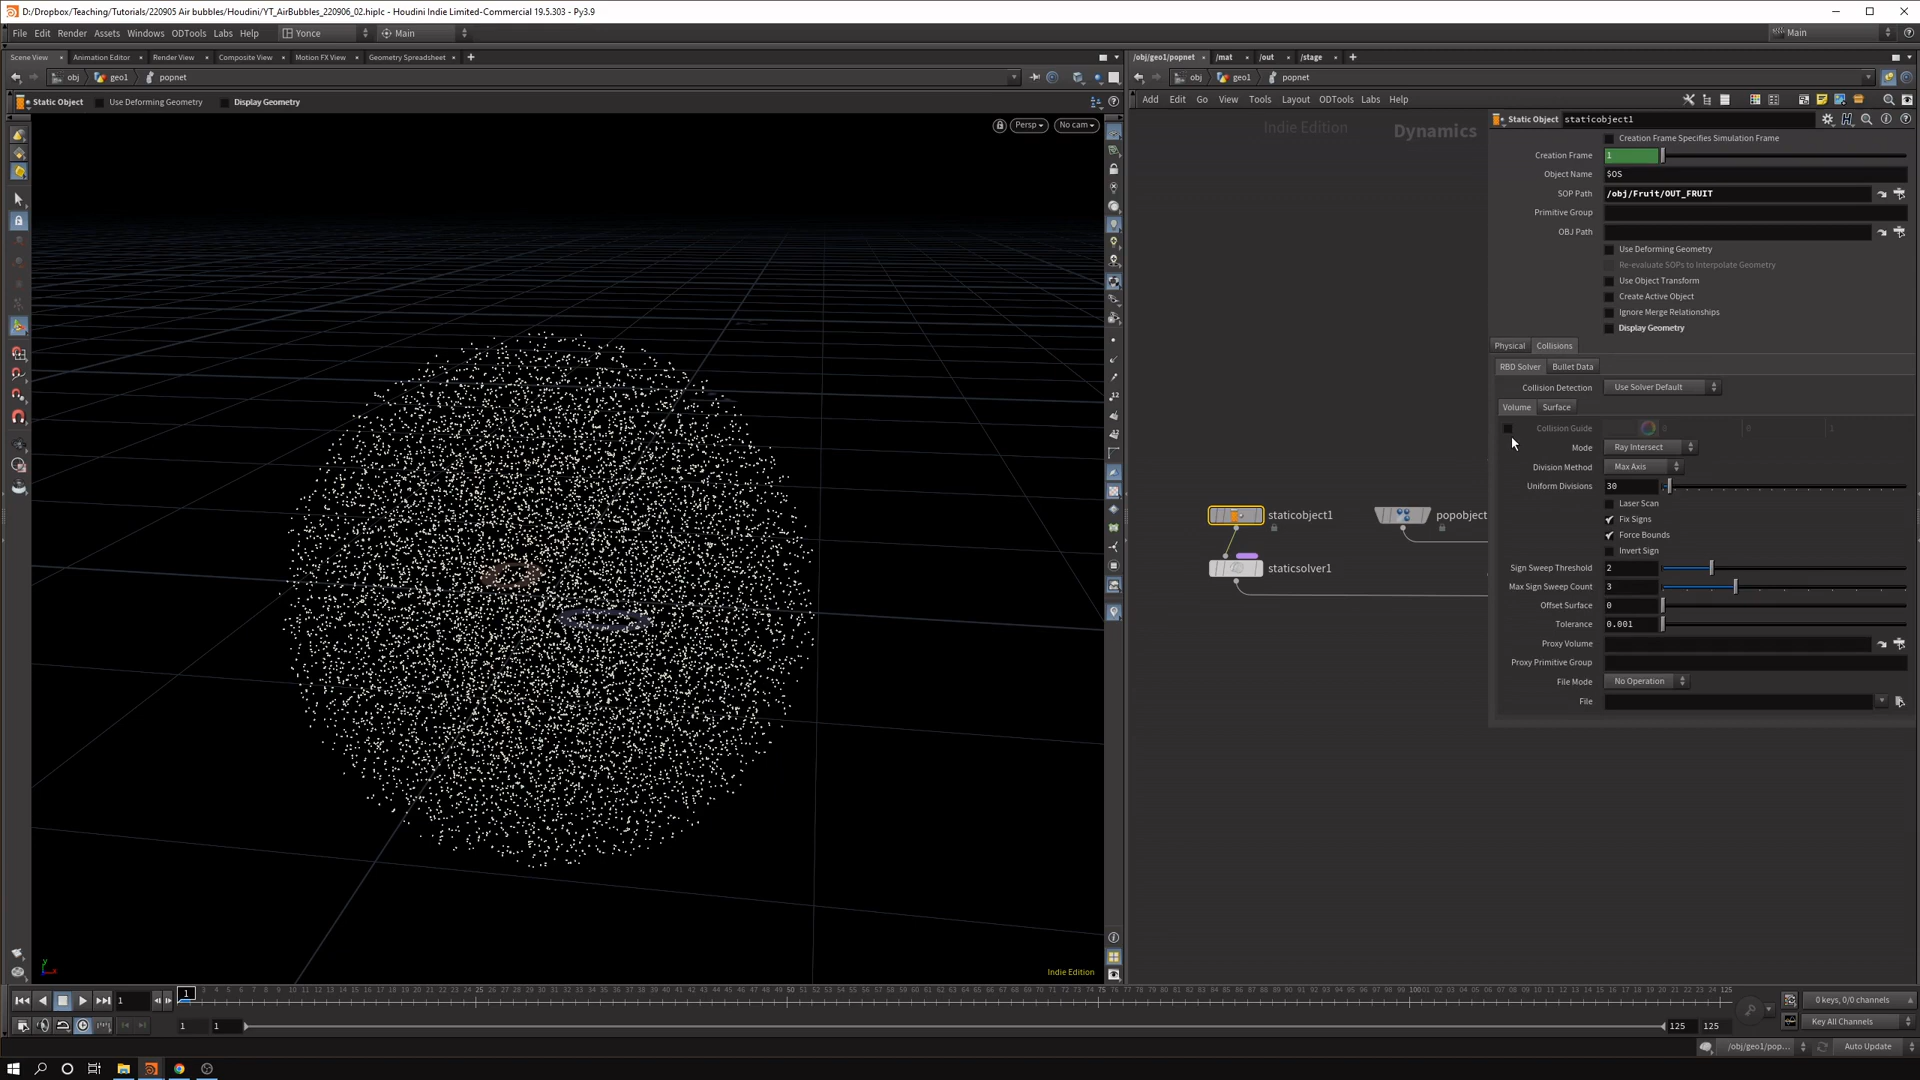 D:/Dropbox/Teaching/Tutorials/220905 Air bubbles/Houdini/YT_AirBubbles_220906_02.hiplc - Houdini Indie Limited-Commercial 19.5.303 - Py3.9
File Edit Render Assets Windows ODTools Labs Help Yonce Main Main
Scene View Animation Editor Render View Composite View Motion FX View Geometry Spreadsheet
/obj/geo1/popnet /mat /out /stage
obj geo1 popnet
obj geo1 popnet
Static Object Use Deforming Geometry Display Geometry
Add Edit Go View Tools Layout ODTools Labs Help
Persp No cam
Indie Edition Dynamics
Static Object staticobject1
Creation Frame Specifies Simulation Frame
Creation Frame 1
Object Name $OS
SOP Path /obj/Fruit/OUT_FRUIT
Primitive Group
OBJ Path
Use Deforming Geometry
Re-evaluate SOPs to Interpolate Geometry
Use Object Transform
Create Active Object
Ignore Merge Relationships
Display Geometry
Physical Collisions
RBD Solver Bullet Data
Collision Detection Use Solver Default
Volume Surface
Collision Guide
Mode Ray Intersect
Division Method Max Axis
Uniform Divisions 30
Laser Scan
Fix Signs
Force Bounds
Invert Sign
Sign Sweep Threshold 2
Max Sign Sweep Count 3
Offset Surface 0
Tolerance 0.001
Proxy Volume
Proxy Primitive Group
File Mode No Operation
File
staticobject1 popobject
staticsolver1
Indie Edition
1 1
1 1 125 125
0 keys, 0/0 channels
Key All Channels
/obj/geo1/pop... Auto Update